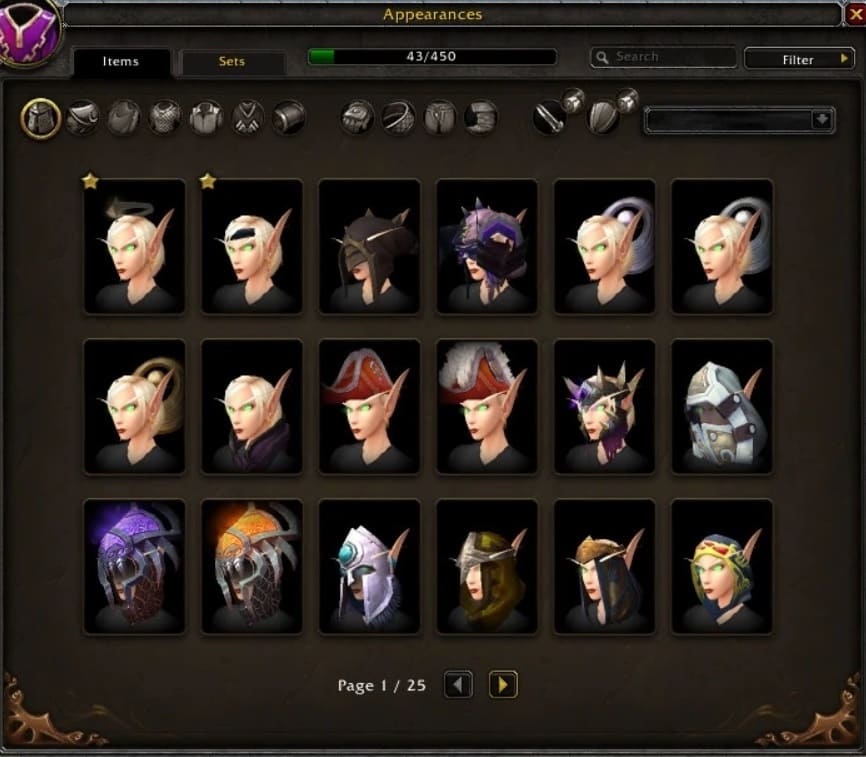 Appearances
Items
Sets
43/450
Search
Filter
Page 1 / 25